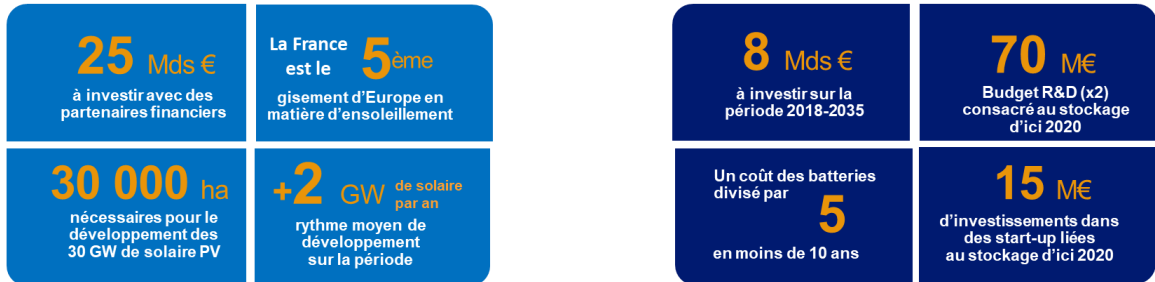 25 Mds €
à investir avec des
partenaires financiers
La France
est le 5ème
gisement d'Europe en
matière d'ensoleillement
30 000 ha
nécessaires pour le
développement des
30 GW de solaire PV
+2 GW de solaire
par an
rythme moyen de
développement
sur la période
8 Mds €
à investir sur la
période 2018-2035
70 M€
Budget R&D (x2)
consacré au stockage
d'ici 2020
Un coût des batteries
divisé par
5
en moins de 10 ans
15 M€
d'investissements dans
des start-up liées
au stockage d'ici 2020